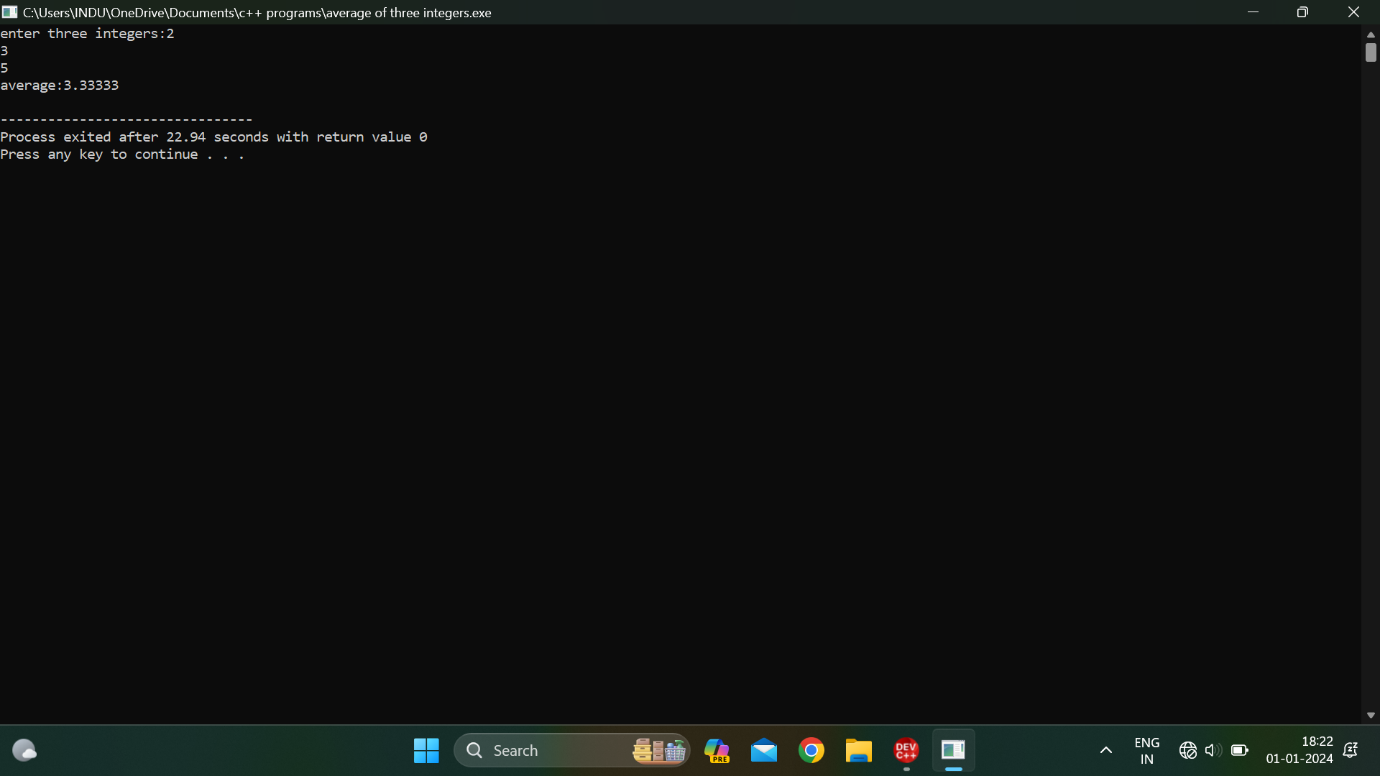 C:\Users\INDU\OneDrive\Documents\c++ programs\average of three integers.exe
enter three integers:2
3
5
average:3.33333
--------------------------------
Process exited after 22.94 seconds with return value 0
Press any key to continue . . .
Search
PRE
DEV
C++
ENG
IN
18:22
01-01-2024